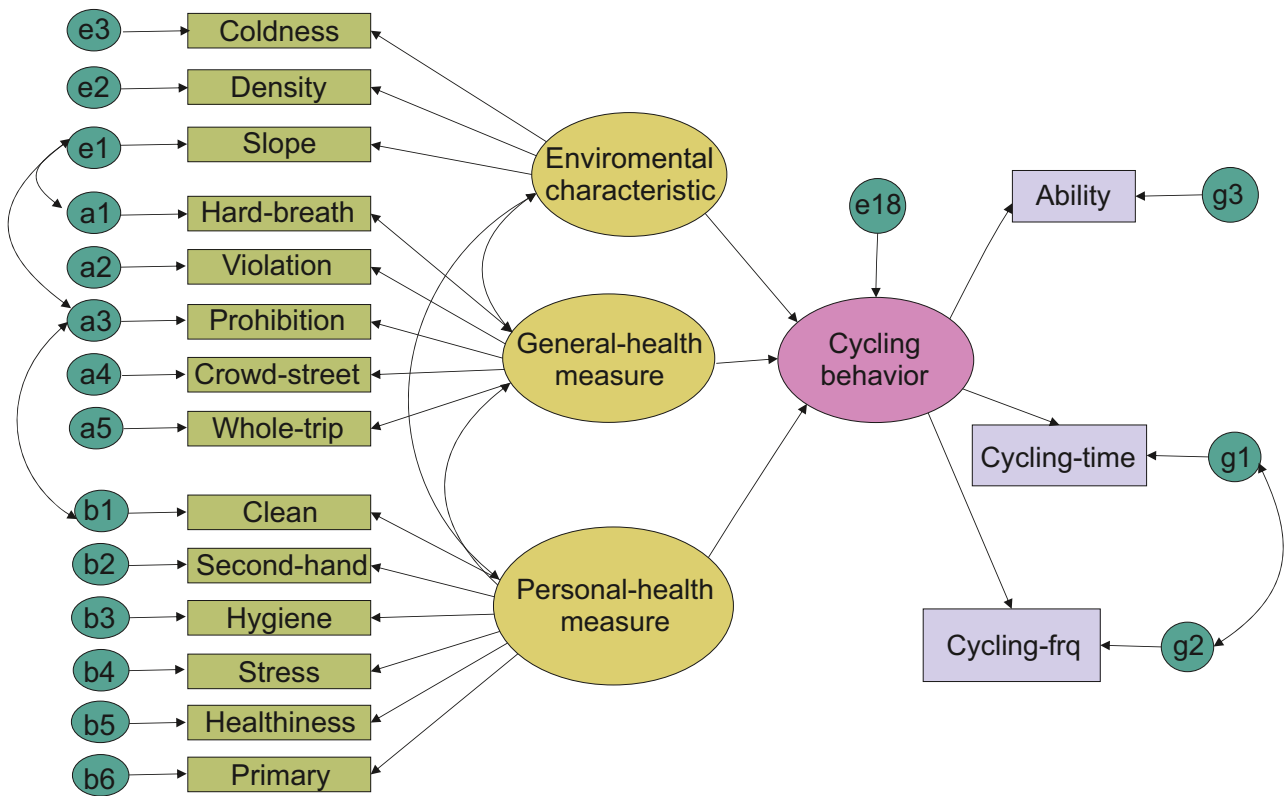 e3
Coldness
e2
Density
e1
Slope
a1
Hard-breath
a2
Violation
a3
Prohibition
a4
Crowd-street
a5
Whole-trip
b1
Clean
b2
Second-hand
b3
Hygiene
b4
Stress
b5
Healthiness
b6
Primary
Enviromental
characteristic
General-health
measure
Personal-health
measure
e18
Cycling
behavior
Ability
g3
Cycling-time
g1
Cycling-frq
g2